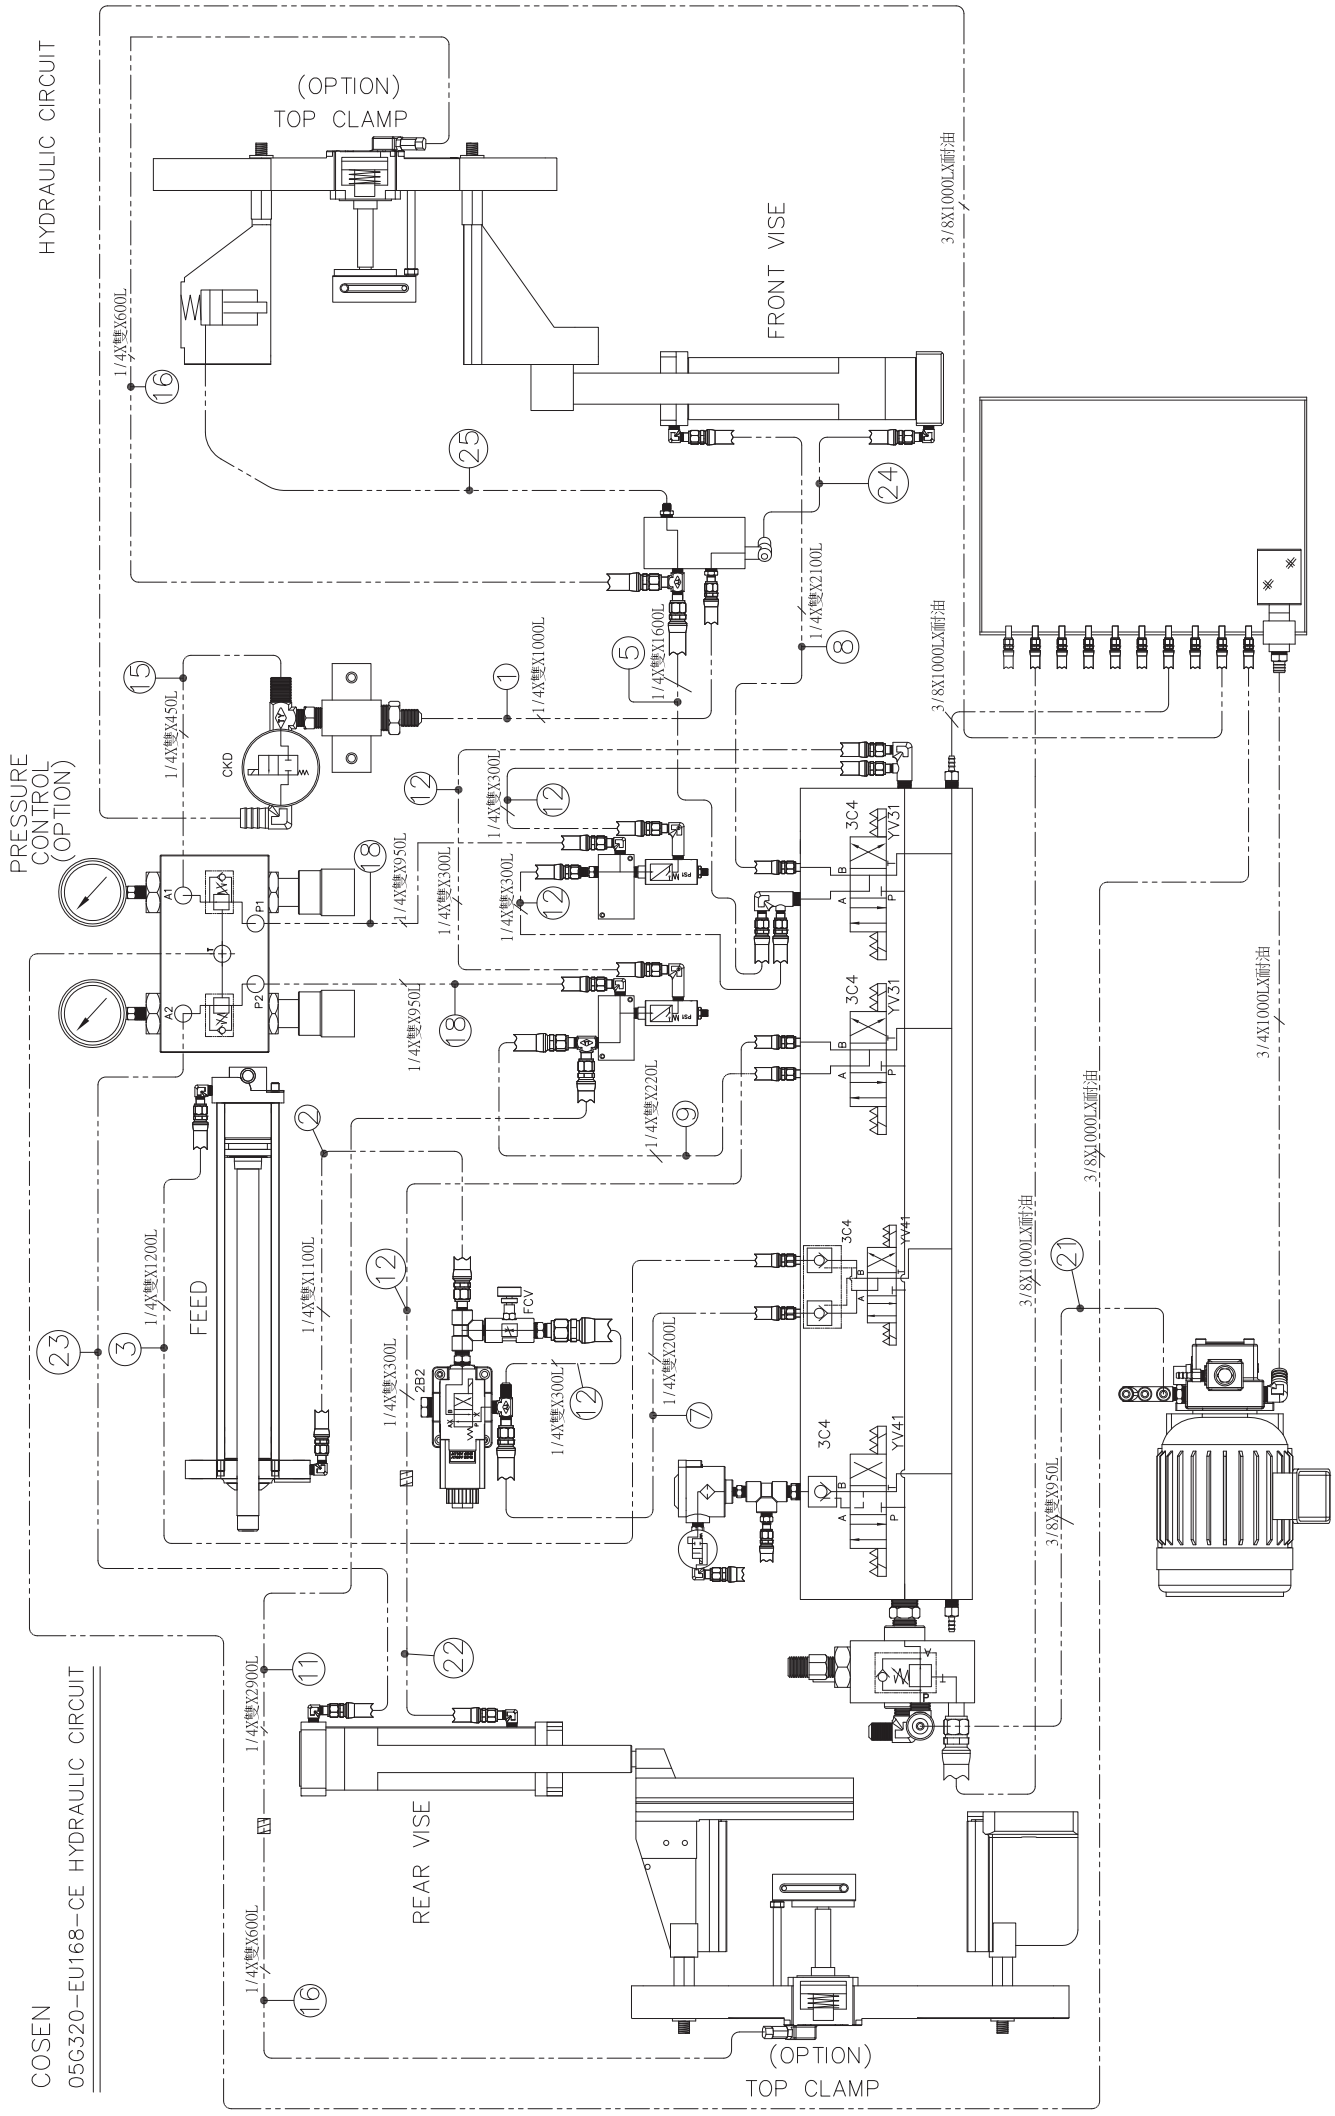 COSEN
05G320-EU168-CE HYDRAULIC CIRCUIT
HYDRAULIC CIRCUIT
PRESSURE
CONTROL
(OPTION)
(OPTION)
TOP CLAMP
1/4X雙X600L
16
25
FRONT VISE
3/8X1000LX耐油
24
15
1/4X雙X450L
CKD
1
1/4X雙X1000L
5
1/4X雙X1600L
8
1/4X雙X2100L
3/8X1000LX耐油
A1
P1
T
A2
P2
18
1/4X雙X950L
12
1/4X雙X300L
12
1/4X雙X300L
12
1/4X雙X300L
PS1
18
1/4X雙X950L
PS1
9
1/4X雙X220L
3C4
YV31
A
B
P
T
3C4
YV31
A
B
P
T
3/4X1000LX耐油
3/8X1000LX耐油
23
3
1/4X雙X1200L
FEED
2
1/4X雙X1100L
12
1/4X雙X300L
2B2
FCV
12
1/4X雙X300L
7
1/4X雙X200L
3C4
YV41
A
B
3C4
YV41
A
B
P
T
3/8X1000LX耐油
21
3/8X雙X950L
11
1/4X雙X2900L
22
REAR VISE
A
P
T
1/4X雙X600L
16
(OPTION)
TOP CLAMP